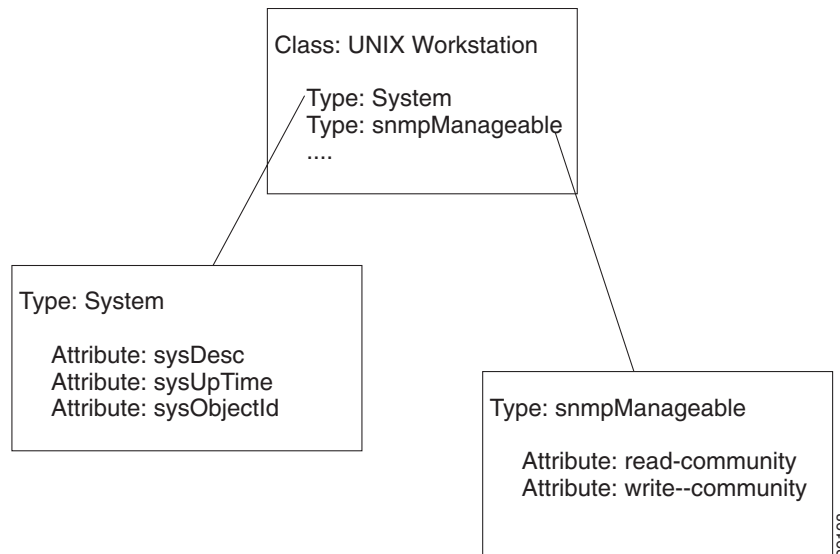 Class: UNIX Workstation
Type: System
Type: snmpManageable
....
Type: System
Attribute: sysDesc
Attribute: sysUpTime
Attribute: sysObjectId
Type: snmpManageable
Attribute: read-community
Attribute: write--community